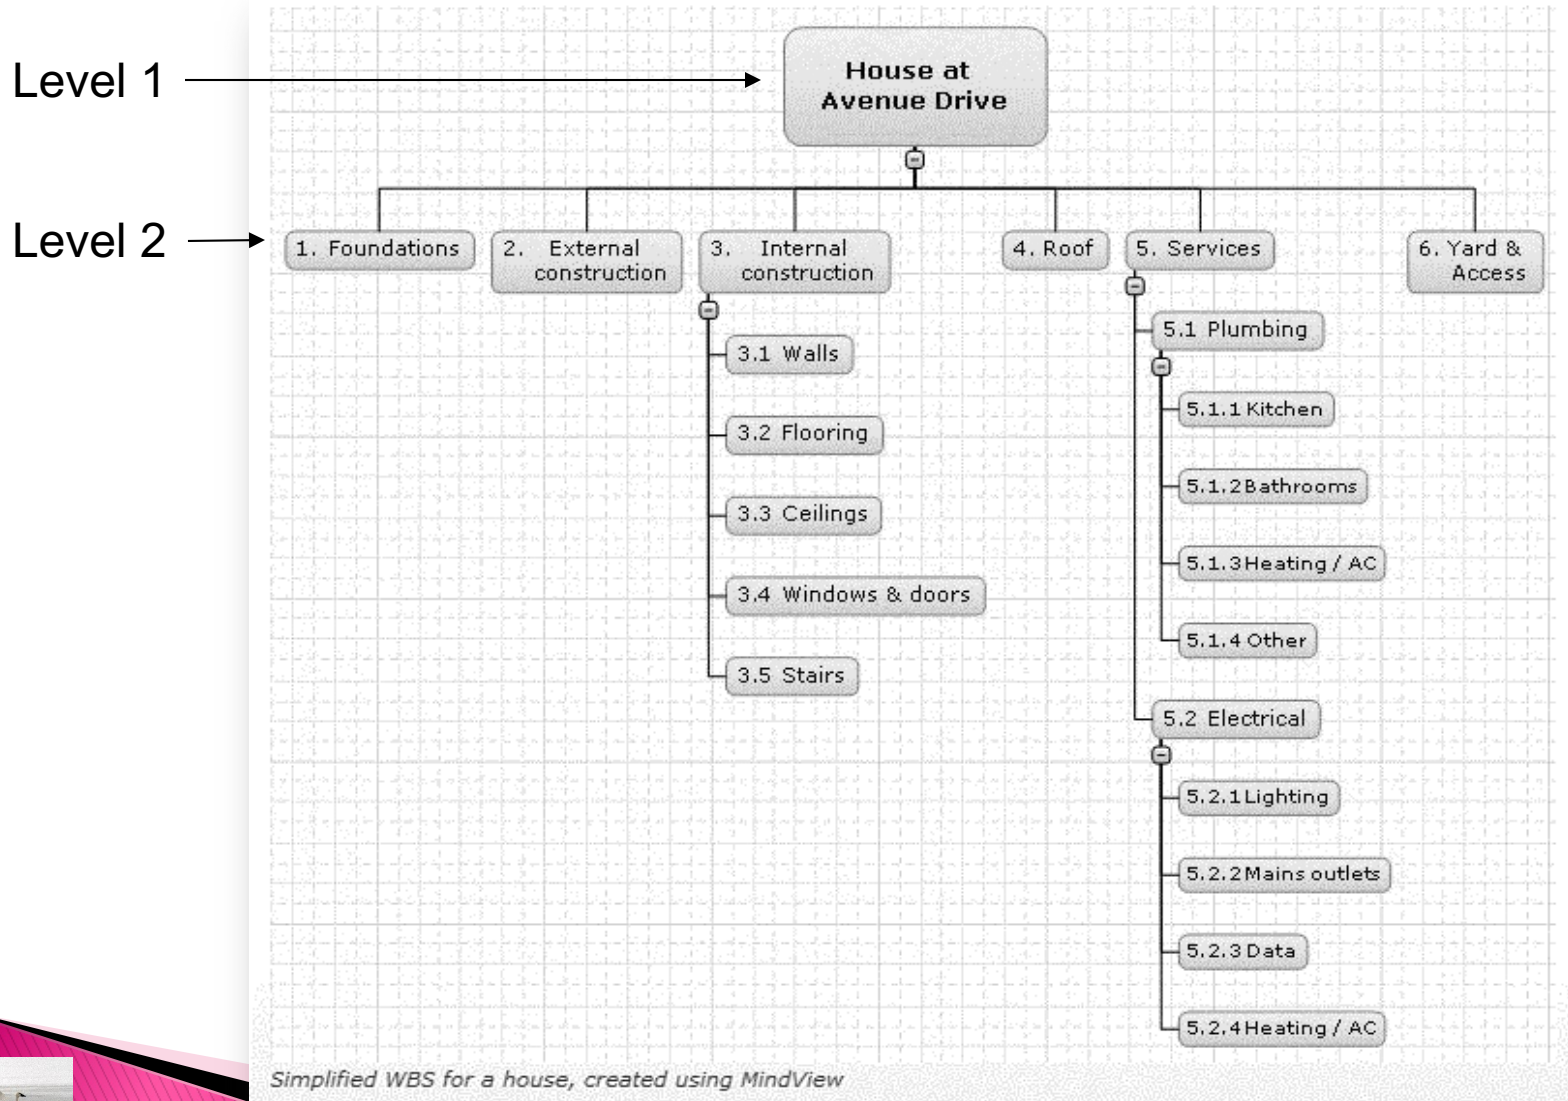 Level 1
House at
Avenue Drive
Level 2
1. Foundations
2. External
construction
3. Internal
construction
4. Roof
5. Services
6. Yard &
Access
3.1 Walls
3.2 Flooring
3.3 Ceilings
3.4 Windows & doors
3.5 Stairs
5.1 Plumbing
5.1.1 Kitchen
5.1.2 Bathrooms
5.1.3 Heating / AC
5.1.4 Other
5.2 Electrical
5.2.1 Lighting
5.2.2 Mains outlets
5.2.3 Data
5.2.4 Heating / AC
Simplified WBS for a house, created using MindView